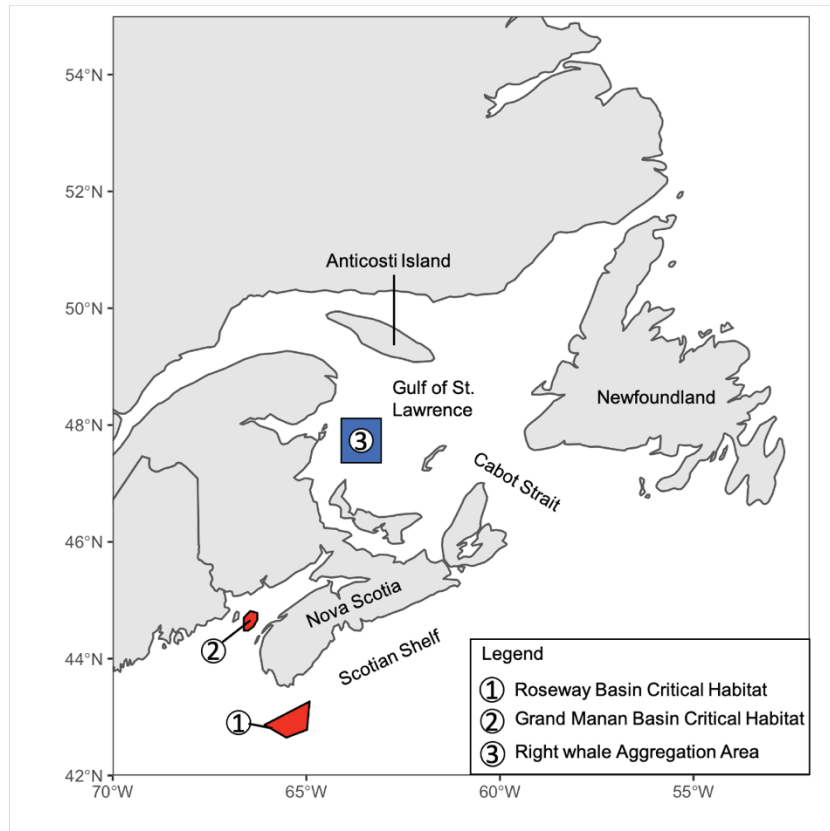 54°N
52°N
Anticosti Island
50°N
Gulf of St.
Lawrence
Newfoundland
48°N
3
Cabot Strait
46°N
Nova Scotia
2
44°N
Scotian Shelf
1
Legend
1 Roseway Basin Critical Habitat
2 Grand Manan Basin Critical Habitat
3 Right whale Aggregation Area
42°N
70°W 65°W 60°W 55°W